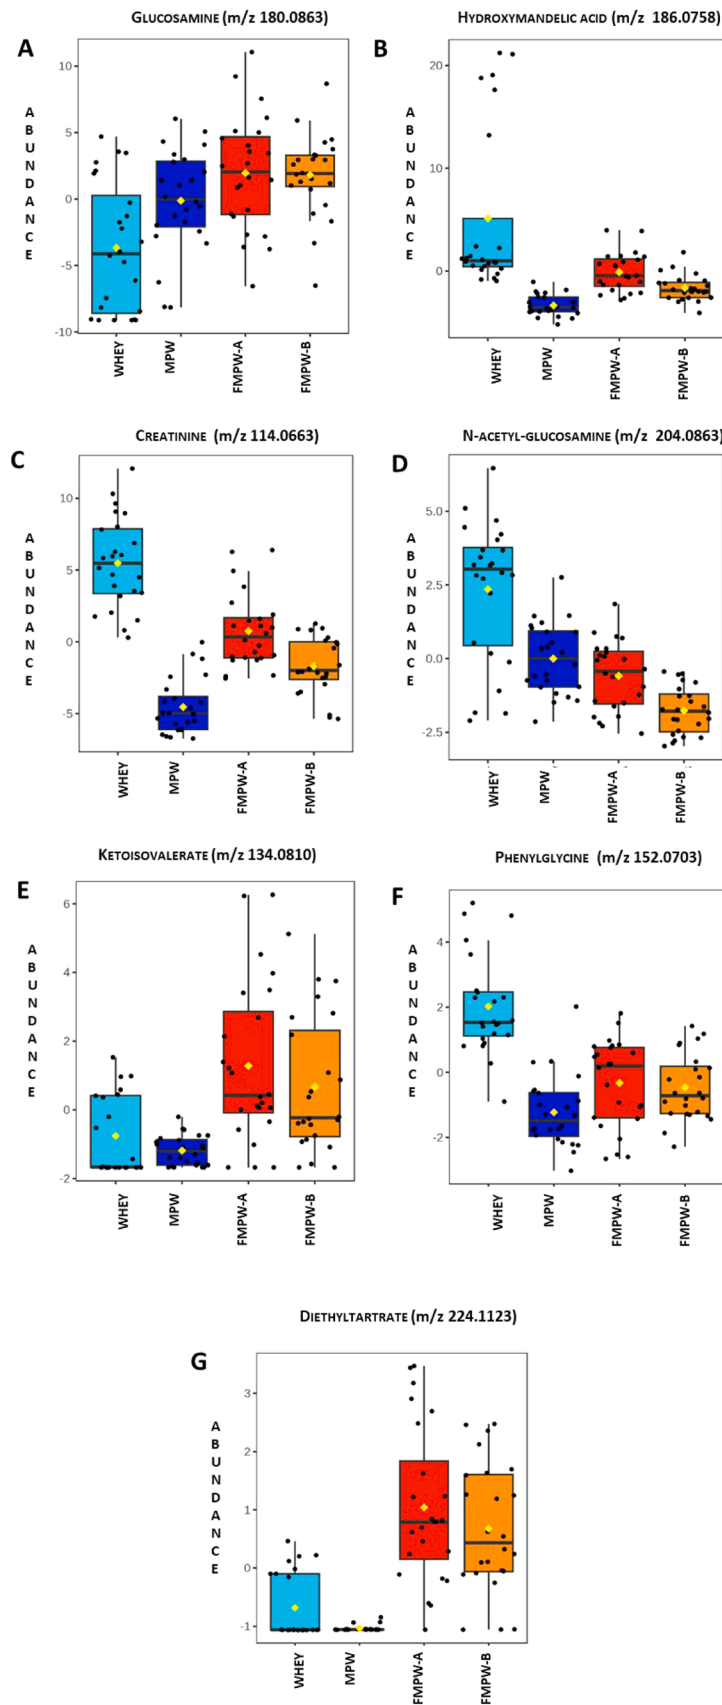 GLUCOSAMINE (m/z 180.0863)
A
ABUNDANCE
10
5
0
-5
-10
WHEY
MPW
FMPW-A
FMPW-B
HYDROXYMANDELIC ACID (m/z 186.0758)
B
ABUNDANCE
20
10
0
WHEY
MPW
FMPW-A
FMPW-B
CREATININE (m/z 114.0663)
C
ABUNDANCE
10
5
0
-5
WHEY
MPW
FMPW-A
FMPW-B
N-ACETYL-GLUCOSAMINE (m/z 204.0863)
D
ABUNDANCE
5.0
2.5
0.0
-2.5
WHEY
MPW
FMPW-A
FMPW-B
KETOISOVALERATE (m/z 134.0810)
E
ABUNDANCE
6
4
2
0
-2
WHEY
MPW
FMPW-A
FMPW-B
PHENYLGLYCINE (m/z 152.0703)
F
ABUNDANCE
4
2
0
-2
WHEY
MPW
FMPW-A
FMPW-B
DIETHYLTARTRATE (m/z 224.1123)
G
ABUNDANCE
3
2
1
0
-1
WHEY
MPW
FMPW-A
FMPW-B